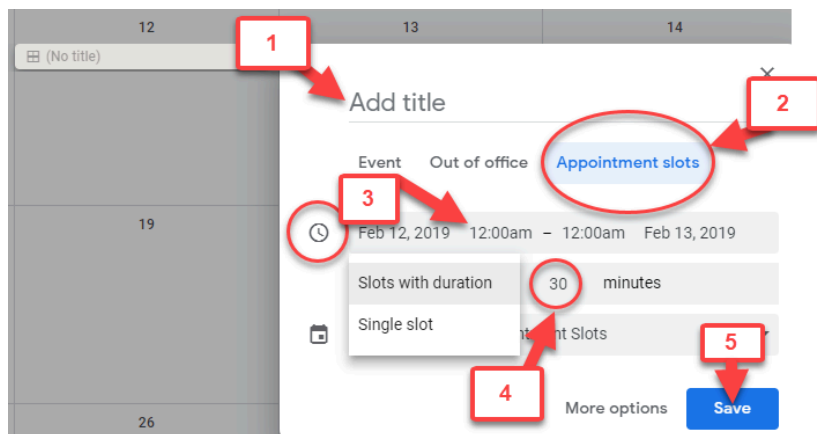 12 13 14
(No title)
1
Add title
2
Event Out of office Appointment slots
3
19
Feb 12, 2019 12:00am – 12:00am Feb 13, 2019
Slots with duration 30 minutes
Single slot
Slots
5
4
More options Save
26